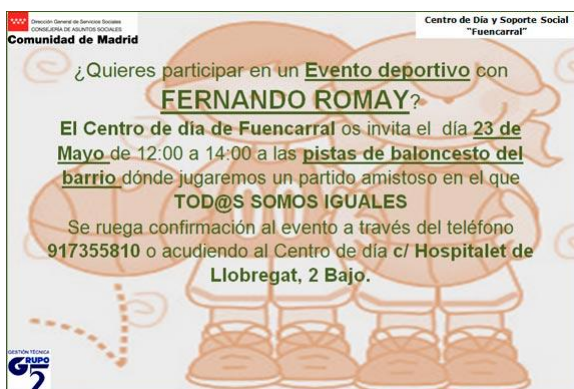 Dirección General de Servicios Sociales
CONSEJERÍA DE ASUNTOS SOCIALES
Comunidad de Madrid
Centro de Día y Soporte Social
"Fuencarral"
¿Quieres participar en un Evento deportivo con
FERNANDO ROMAY?
El Centro de día de Fuencarral os invita el día 23 de
Mayo de 12:00 a 14:00 a las pistas de baloncesto del
barrio dónde jugaremos un partido amistoso en el que
TOD@S SOMOS IGUALES
Se ruega confirmación al evento a través del teléfono
917355810 o acudiendo al Centro de día c/ Hospitalet de
Llobregat, 2 Bajo.
GESTIÓN TÉCNICA
GRUPO
5